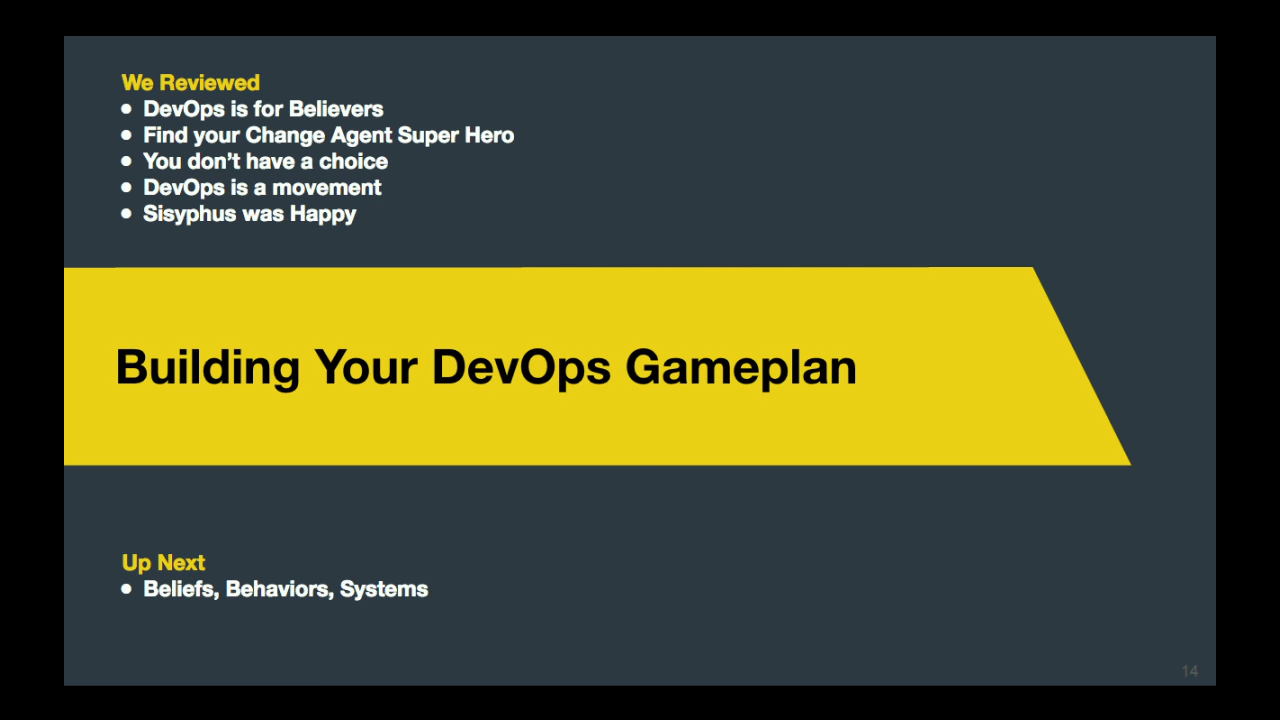 We Reviewed
• DevOps is for Believers
• Find your Change Agent Super Hero
• You don’t have a choice
• DevOps is a movement
• Sisyphus was Happy
Building Your DevOps Gameplan
Up Next
• Beliefs, Behaviors, Systems
14